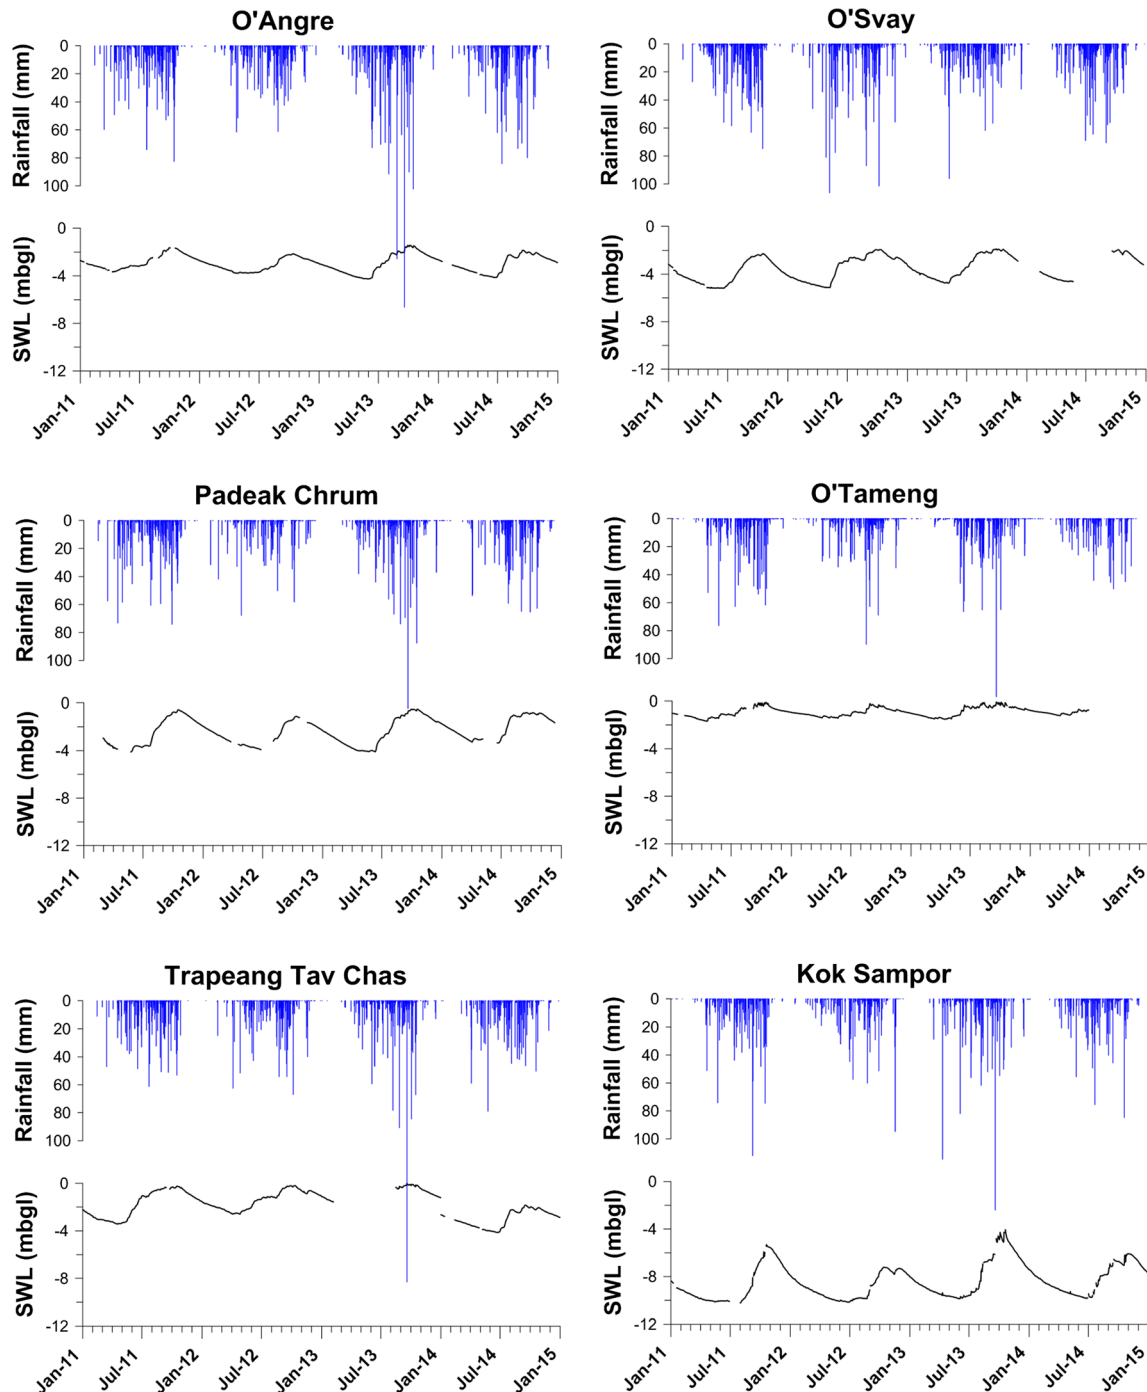 O'Angre
Rainfall (mm)
0
20
40
60
80
100
SWL (mbgl)
0
-4
-8
-12
Jan-11
Jul-11
Jan-12
Jul-12
Jan-13
Jul-13
Jan-14
Jul-14
Jan-15
O'Svay
Rainfall (mm)
0
20
40
60
80
100
SWL (mbgl)
0
-4
-8
-12
Jan-11
Jul-11
Jan-12
Jul-12
Jan-13
Jul-13
Jan-14
Jul-14
Jan-15
Padeak Chrum
Rainfall (mm)
0
20
40
60
80
100
SWL (mbgl)
0
-4
-8
-12
Jan-11
Jul-11
Jan-12
Jul-12
Jan-13
Jul-13
Jan-14
Jul-14
Jan-15
O'Tameng
Rainfall (mm)
0
20
40
60
80
100
SWL (mbgl)
0
-4
-8
-12
Jan-11
Jul-11
Jan-12
Jul-12
Jan-13
Jul-13
Jan-14
Jul-14
Jan-15
Trapeang Tav Chas
Rainfall (mm)
0
20
40
60
80
100
SWL (mbgl)
0
-4
-8
-12
Jan-11
Jul-11
Jan-12
Jul-12
Jan-13
Jul-13
Jan-14
Jul-14
Jan-15
Kok Sampor
Rainfall (mm)
0
20
40
60
80
100
SWL (mbgl)
0
-4
-8
-12
Jan-11
Jul-11
Jan-12
Jul-12
Jan-13
Jul-13
Jan-14
Jul-14
Jan-15